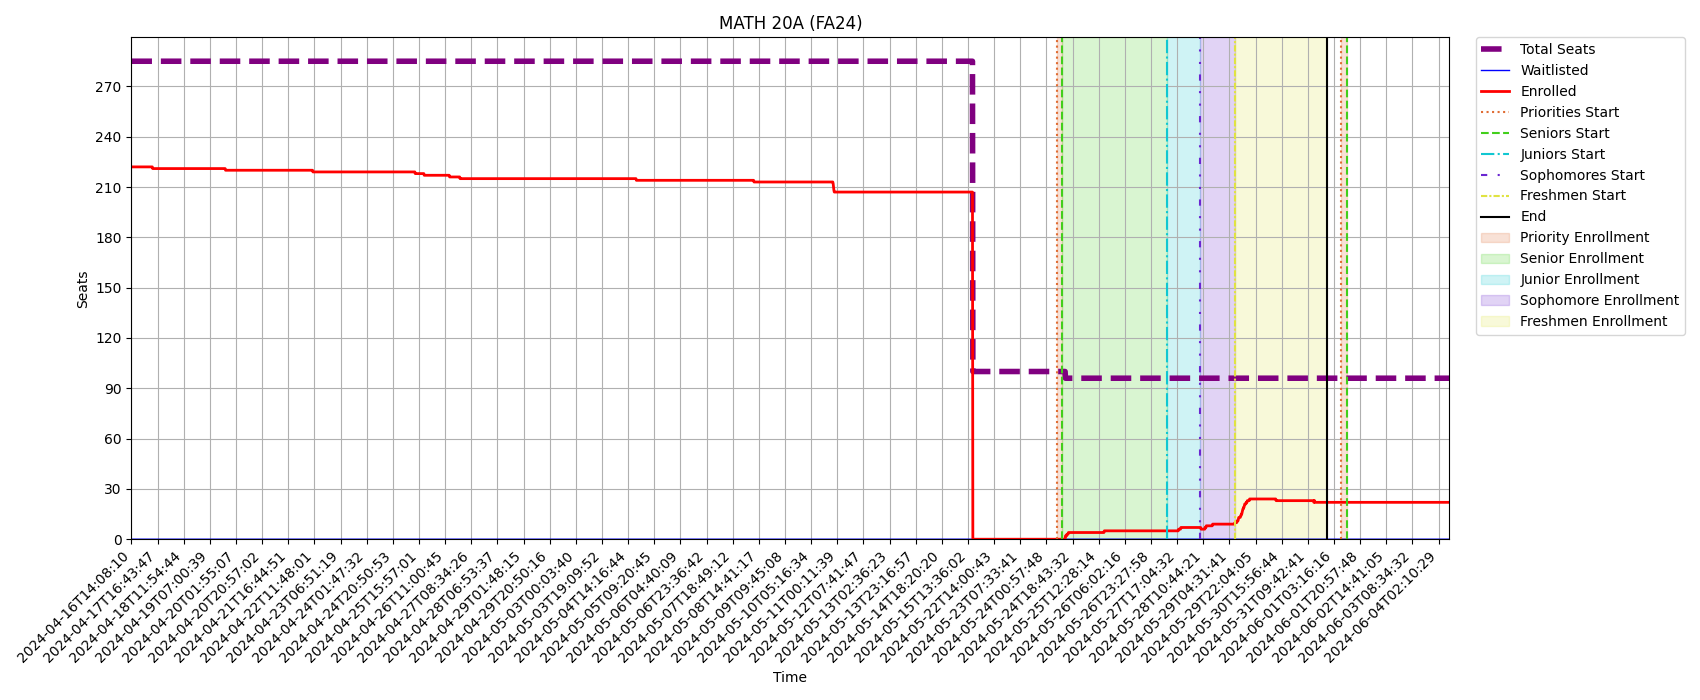 MATH 20A (FA24)
Seats
270
240
210
180
150
120
90
60
30
0
2024-04-16T14:08:10
2024-04-17T16:43:47
2024-04-18T11:54:44
2024-04-19T07:00:39
2024-04-20T01:55:07
2024-04-20T20:57:02
2024-04-21T16:44:51
2024-04-22T11:48:01
2024-04-23T06:51:19
2024-04-24T01:47:32
2024-04-24T20:50:53
2024-04-25T15:57:01
2024-04-26T11:00:45
2024-04-27T08:34:26
2024-04-28T06:53:37
2024-04-29T01:48:15
2024-04-29T20:50:16
2024-05-03T00:03:40
2024-05-03T19:09:52
2024-05-04T14:16:44
2024-05-05T09:20:45
2024-05-06T04:40:09
2024-05-06T23:36:42
2024-05-07T18:49:12
2024-05-08T14:41:17
2024-05-09T09:45:08
2024-05-10T05:16:34
2024-05-11T00:11:39
2024-05-12T07:41:47
2024-05-13T02:36:23
2024-05-13T23:16:57
2024-05-14T18:20:20
2024-05-15T13:36:02
2024-05-22T14:00:43
2024-05-23T07:33:41
2024-05-24T00:57:48
2024-05-24T18:43:32
2024-05-25T12:28:14
2024-05-26T06:02:16
2024-05-26T23:27:58
2024-05-27T17:04:32
2024-05-28T10:44:21
2024-05-29T04:31:41
2024-05-29T22:04:05
2024-05-30T15:56:44
2024-05-31T09:42:41
2024-06-01T03:16:16
2024-06-01T20:57:48
2024-06-02T14:41:05
2024-06-03T08:34:32
2024-06-04T02:10:29
Time
Total Seats
Waitlisted
Enrolled
Priorities Start
Seniors Start
Juniors Start
Sophomores Start
Freshmen Start
End
Priority Enrollment
Senior Enrollment
Junior Enrollment
Sophomore Enrollment
Freshmen Enrollment